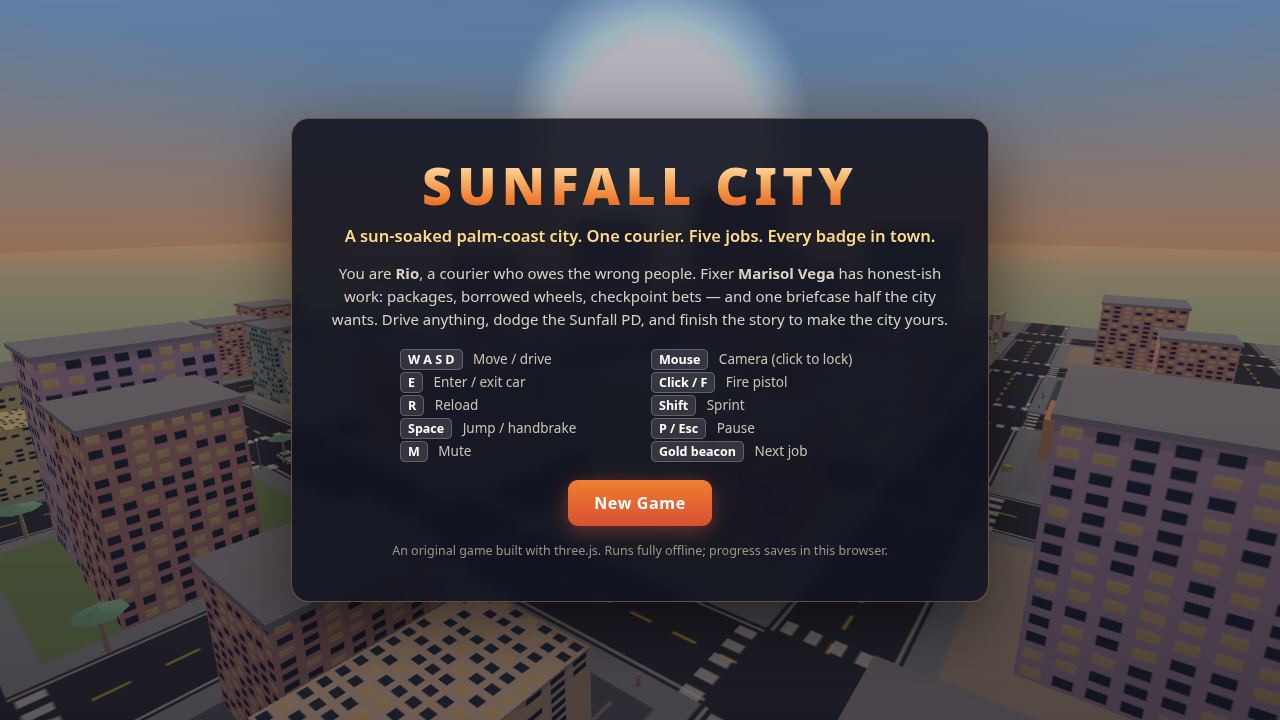 SUNFALL CITY
A sun-soaked palm-coast city. One courier. Five jobs. Every badge in town.
You are Rio, a courier who owes the wrong people. Fixer Marisol Vega has honest-ish
work: packages, borrowed wheels, checkpoint bets — and one briefcase half the city
wants. Drive anything, dodge the Sunfall PD, and finish the story to make the city yours.
W A S D Move / drive
Mouse Camera (click to lock)
E Enter / exit car
Click / F Fire pistol
R Reload
Shift Sprint
Space Jump / handbrake
P / Esc Pause
M Mute
Gold beacon Next job
New Game
An original game built with three.js. Runs fully offline; progress saves in this browser.